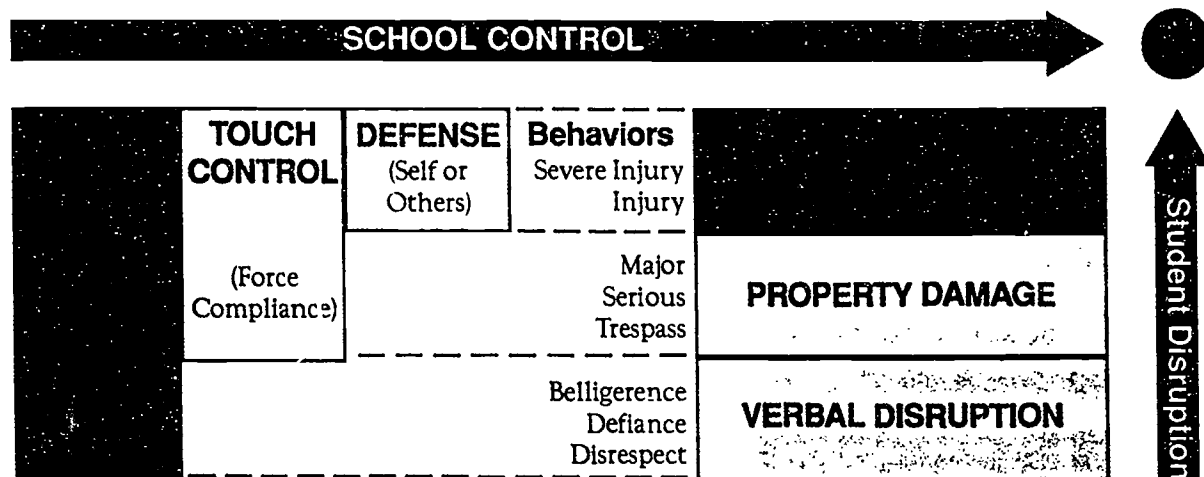 SCHOOL CONTROL
TOUCH
CONTROL
(Force
Compliance)
DEFENSE
(Self or
Others)
Behaviors
Severe Injury
Injury
Major
Serious
Trespass
PROPERTY DAMAGE
Belligerence
Defiance
Disrespect
VERBAL DISRUPTION
Student Disruption